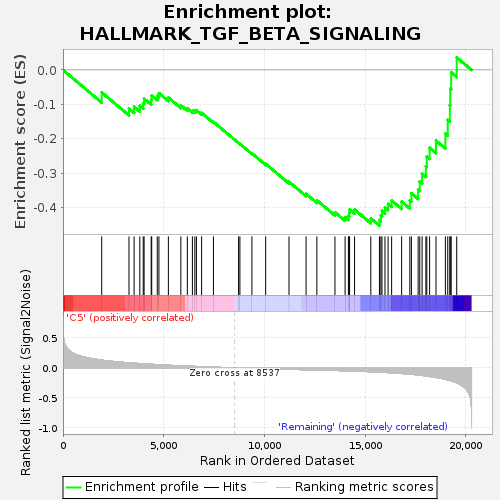 Enrichment plot:
HALLMARK_TGF_BETA_SIGNALING
Enrichment score (ES)
0.0
-0.1
-0.2
-0.3
-0.4
'C5' (positively correlated)
Ranked list metric (Signal2Noise)
0.5
0.0
-0.5
-1.0
Zero cross at 8537
'Remaining' (negatively correlated)
0
5,000
10,000
15,000
20,000
Rank in Ordered Dataset
Enrichment profile
Hits
Ranking metric scores